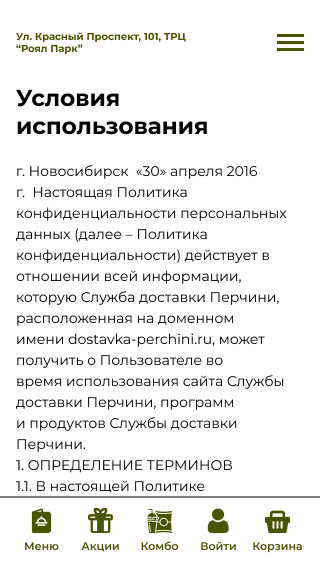 Ул. Красный Проспект, 101, ТРЦ
“Роял Парк”
Условия
использования
г. Новосибирск «30» апреля 2016
г. Настоящая Политика
конфиденциальности персональных
данных (далее – Политика
конфиденциальности) действует в
отношении всей информации,
которую Служба доставки Перчини,
расположенная на доменном
имени dostavka-perchini.ru, может
получить о Пользователе во
время использования сайта Службы
доставки Перчини, программ
и продуктов Службы доставки
Перчини.
1. ОПРЕДЕЛЕНИЕ ТЕРМИНОВ
1.1. В настоящей Политике
Меню Акции Комбо Войти Корзина